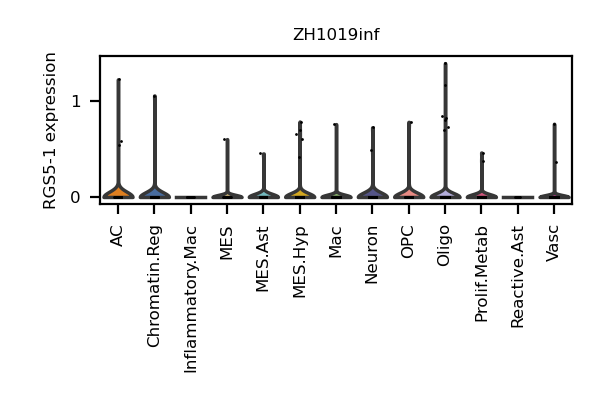 ZH1019inf
RGS5-1 expression
1
0
AC
Chromatin.Reg
Inflammatory.Mac
MES
MES.Ast
MES.Hyp
Mac
Neuron
OPC
Oligo
Prolif.Metab
Reactive.Ast
Vasc